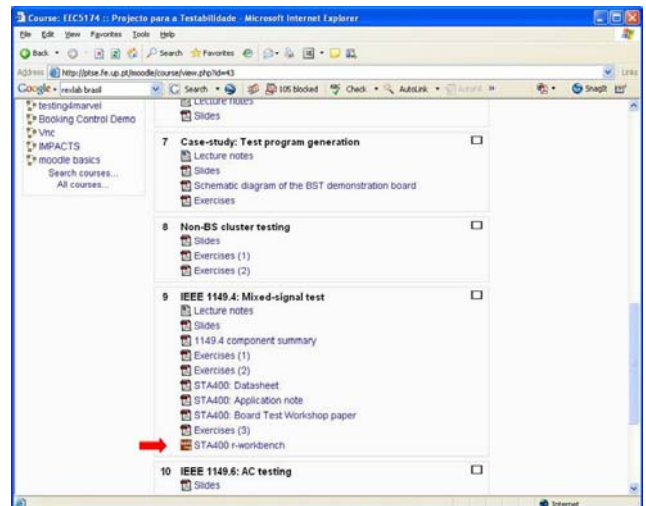 Course: EEC5174 :: Projecto para a Testabilidade - Microsoft Internet Explorer
File Edit View Favorites Tools Help
Back Search Favorites
Address http://ptse.fe.up.pt/moodle/course/view.php?id=43 Links
Google rexlab brasil Search 105 blocked Check AutoLink AutoFill SnagIt
testing4marvel
Booking Control Demo
Vnc
IMPACTS
moodle basics
Search courses...
All courses...
Lecture notes
Slides
7 Case-study: Test program generation
Lecture notes
Slides
Schematic diagram of the BST demonstration board
Exercises
8 Non-BS cluster testing
Slides
Exercises (1)
Exercises (2)
9 IEEE 1149.4: Mixed-signal test
Lecture notes
Slides
1149.4 component summary
Exercises (1)
Exercises (2)
STA400: Datasheet
STA400: Application note
STA400: Board Test Workshop paper
Exercises (3)
STA400 r-workbench
10 IEEE 1149.6: AC testing
Slides
Internet